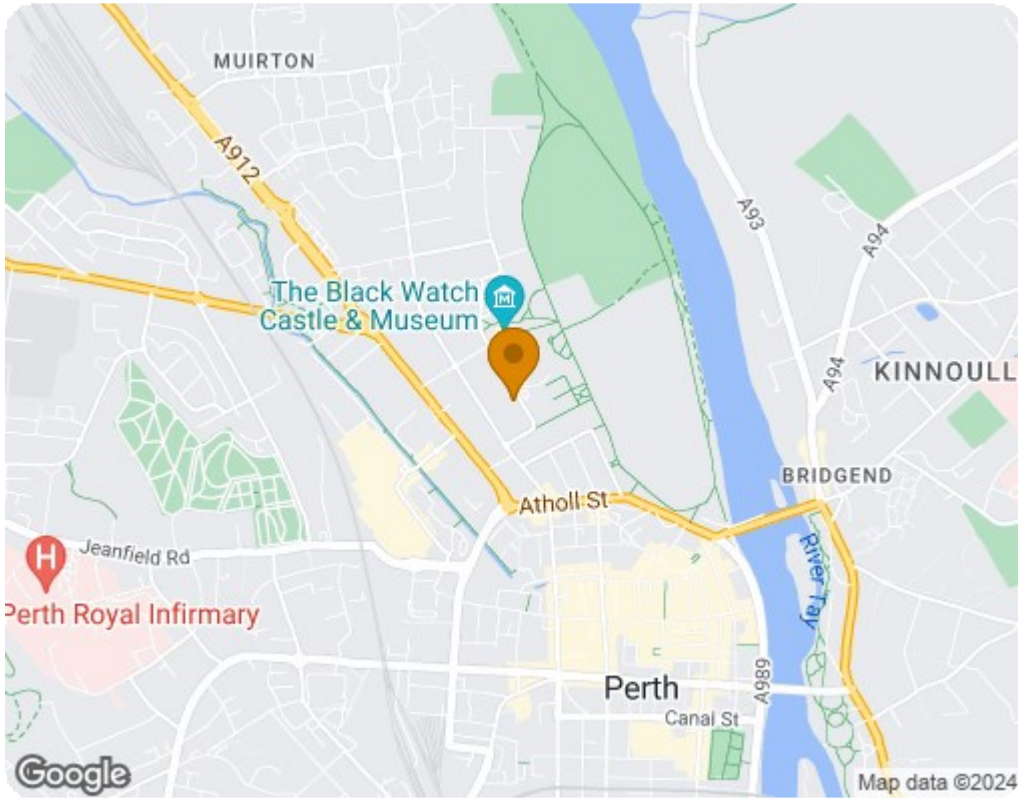 MUIRTON
A912
A93
A94
The Black Watch
Castle & Museum
A94
KINNOULL
BRIDGEND
Atholl St
Jeanfield Rd
River Tay
H
Perth Royal Infirmary
Perth
A989
Canal St
Google
Map data ©2024